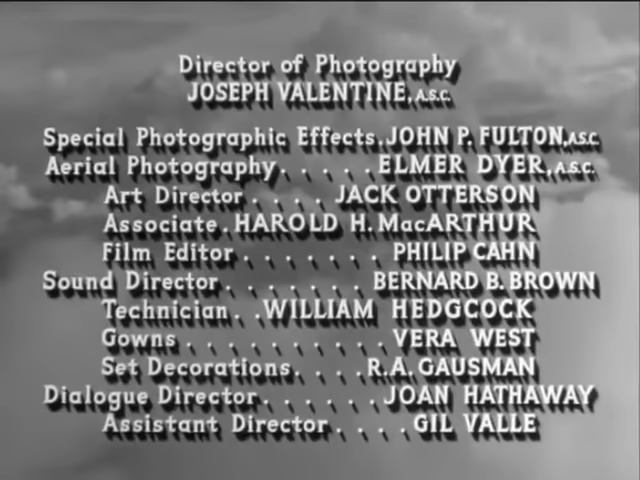 Director of Photography
JOSEPH VALENTINE, A.S.C.
Special Photographic Effects. JOHN P. FULTON, A.S.C.
Aerial Photography. . . . . ELMER DYER, A.S.C.
Art Director . . . . JACK OTTERSON
Associate. HAROLD H. MacARTHUR
Film Editor . . . . . . . PHILIP CAHN
Sound Director. . . . . . . BERNARD B. BROWN
Technician. . WILLIAM HEDGCOCK
Gowns . . . . . . . . . . VERA WEST
Set Decorations. . . . R.A. GAUSMAN
Dialogue Director. . . . . . JOAN HATHAWAY
Assistant Director. . . . GIL VALLE